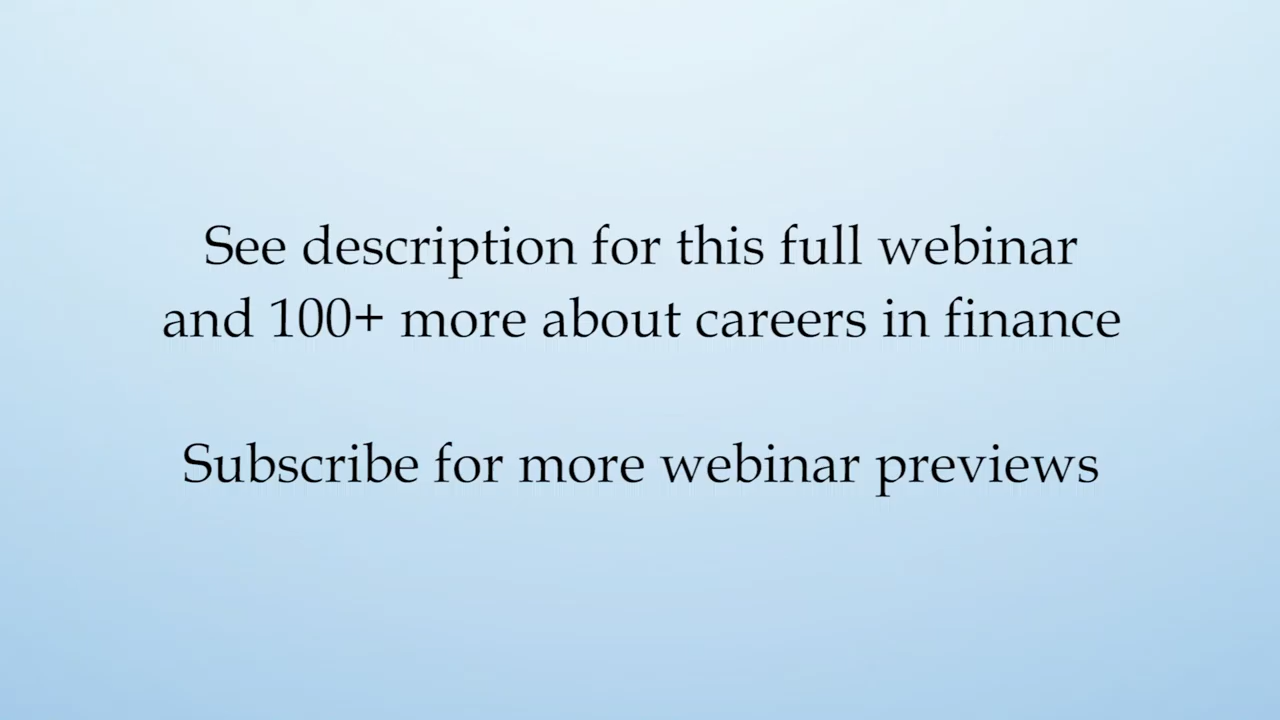 See description for this full webinar
and 100+ more about careers in finance
Subscribe for more webinar previews